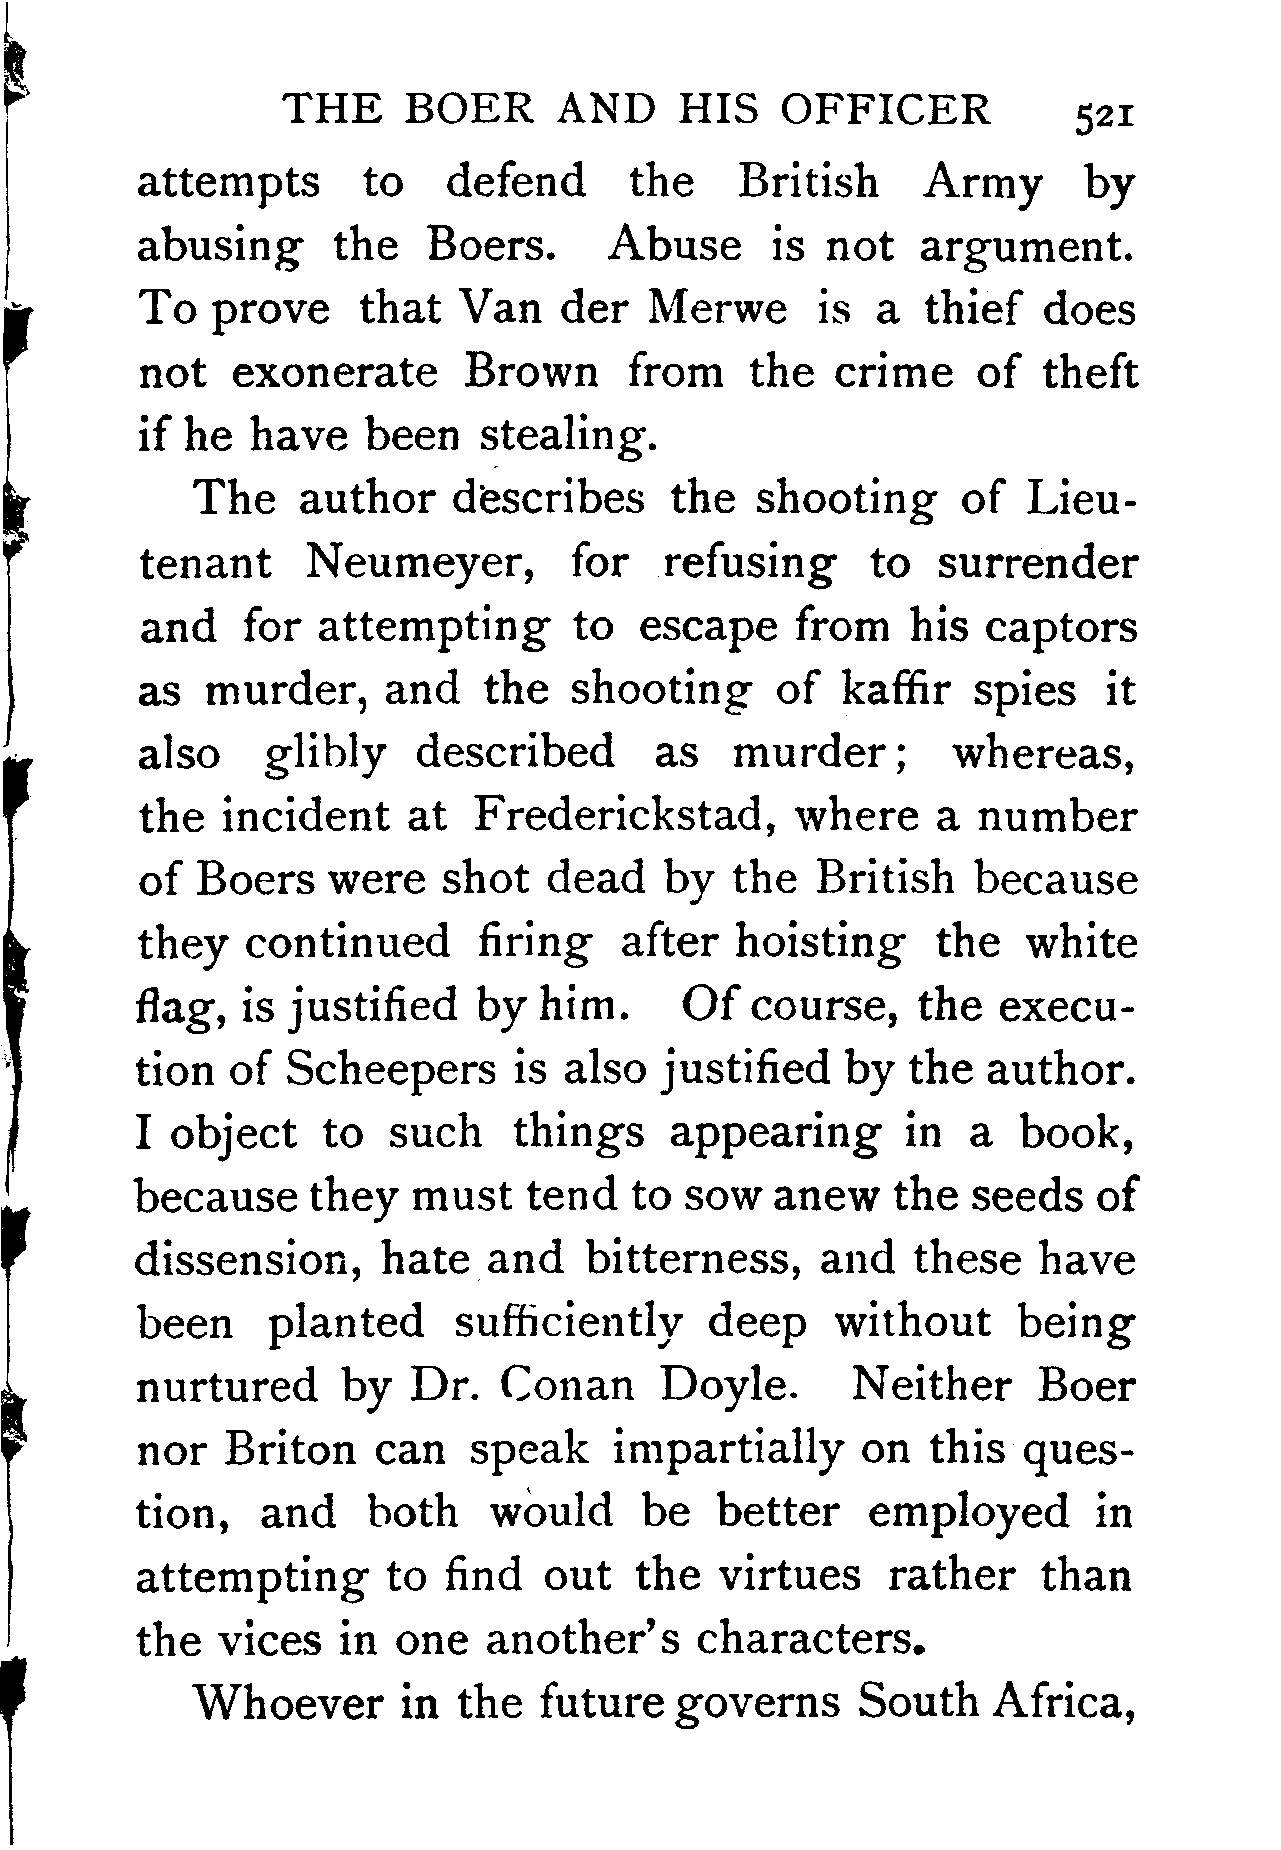 THE BOER AND HIS OFFICER 521
attempts to defend the British Army by
abusing the Boers. Abuse is not argument.
To prove that Van der Merwe is a thief does
not exonerate Brown from the crime of theft
if he have been stealing.
The author describes the shooting of Lieu-
tenant Neumeyer, for refusing to surrender
and for attempting to escape from his captors
as murder, and the shooting of kaffir spies it
also glibly described as murder; whereas,
the incident at Frederickstad, where a number
of Boers were shot dead by the British because
they continued firing after hoisting the white
flag, is justified by him. Of course, the execu-
tion of Scheepers is also justified by the author.
I object to such things appearing in a book,
because they must tend to sow anew the seeds of
dissension, hate and bitterness, and these have
been planted sufficiently deep without being
nurtured by Dr. Conan Doyle. Neither Boer
nor Briton can speak impartially on this ques-
tion, and both would be better employed in
attempting to find out the virtues rather than
the vices in one another's characters.
Whoever in the future governs South Africa,